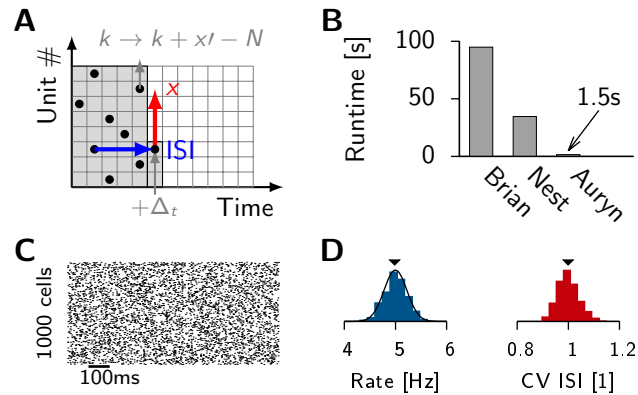 A
k → k + x′ − N
Unit #
x
ISI
+Δt
Time
B
Runtime [s]
100
50
0
1.5s
Brian
Nest
Auryn
C
1000 cells
100ms
D
4
5
6
Rate [Hz]
0.8
1
1.2
CV ISI [1]